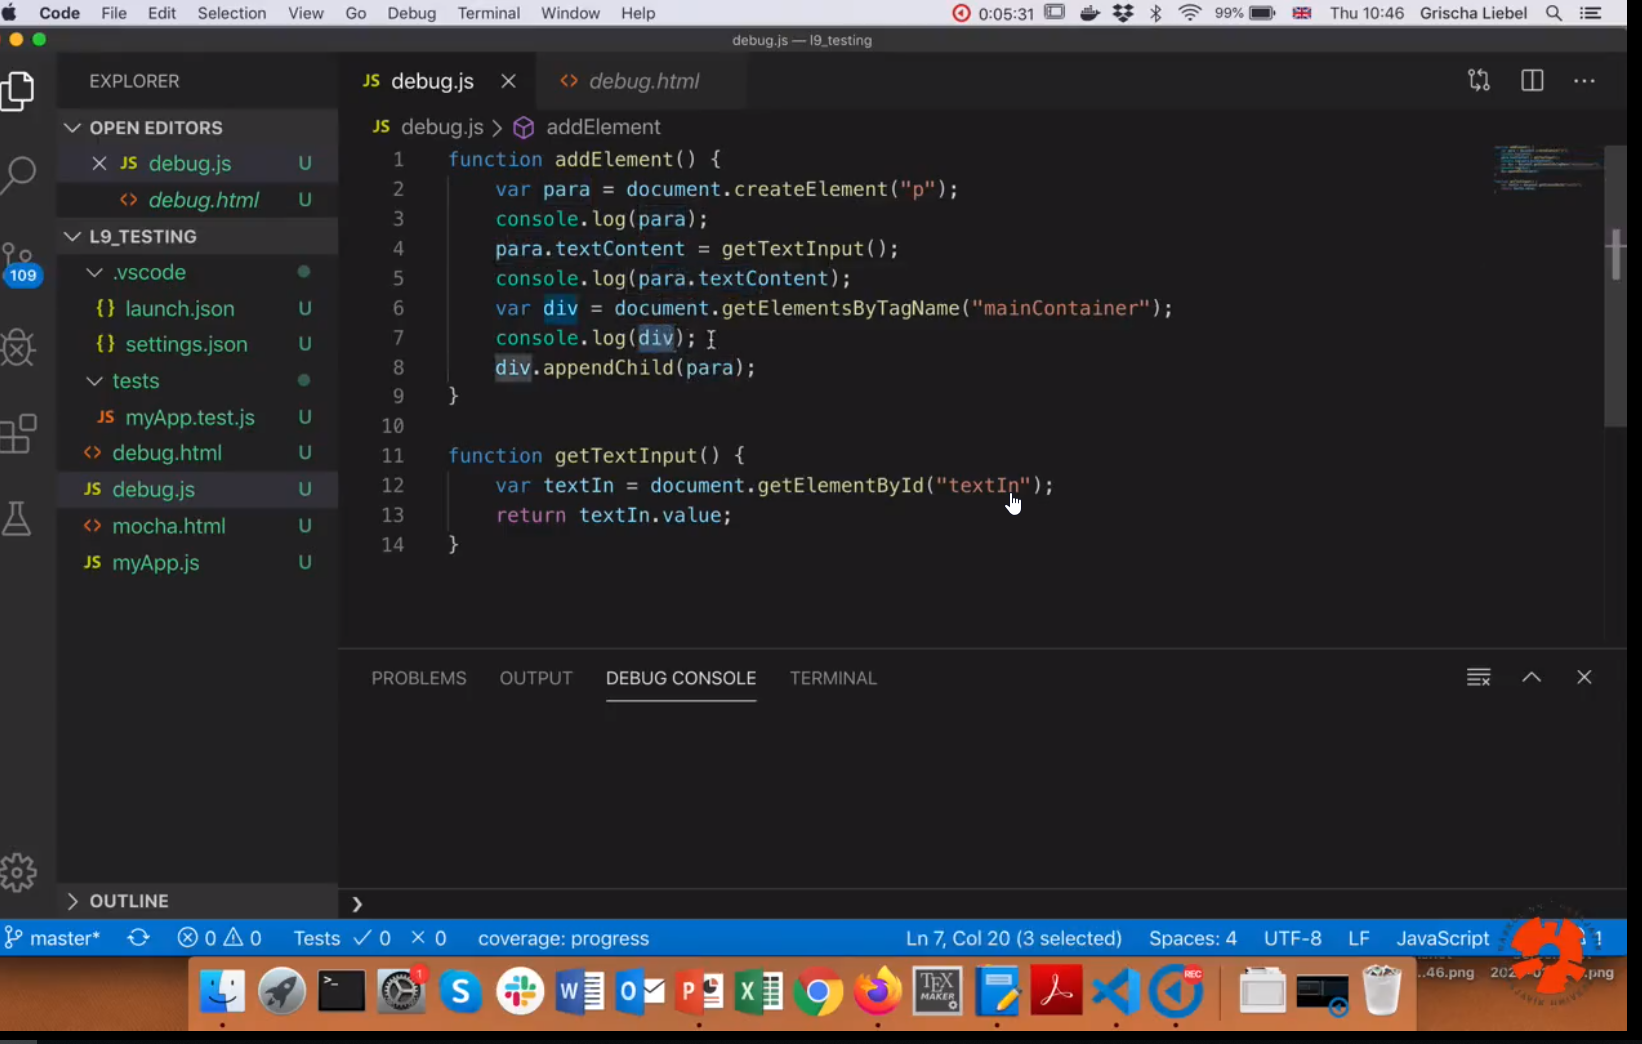 Code File Edit Selection View Go Debug Terminal Window Help 0:05:31 99% Thu 10:46 Grischa Liebel
debug.js — l9_testing
EXPLORER
OPEN EDITORS
JS debug.js U
<> debug.html U
L9_TESTING
.vscode
{} launch.json U
{} settings.json U
tests
JS myApp.test.js U
<> debug.html U
JS debug.js U
<> mocha.html U
JS myApp.js U
OUTLINE
109
JS debug.js <> debug.html
JS debug.js > addElement
1 function addElement() {
2 var para = document.createElement("p");
3 console.log(para);
4 para.textContent = getTextInput();
5 console.log(para.textContent);
6 var div = document.getElementsByTagName("mainContainer");
7 console.log(div);
8 div.appendChild(para);
9 }
10
11 function getTextInput() {
12 var textIn = document.getElementById("textIn");
13 return textIn.value;
14 }
PROBLEMS OUTPUT DEBUG CONSOLE TERMINAL
master* 0 0 Tests ✓ 0 × 0 coverage: progress Ln 7, Col 20 (3 selected) Spaces: 4 UTF-8 LF JavaScript 1
...46.png
.png
1
S
W
O
P
X
TEX
MAKER
REC